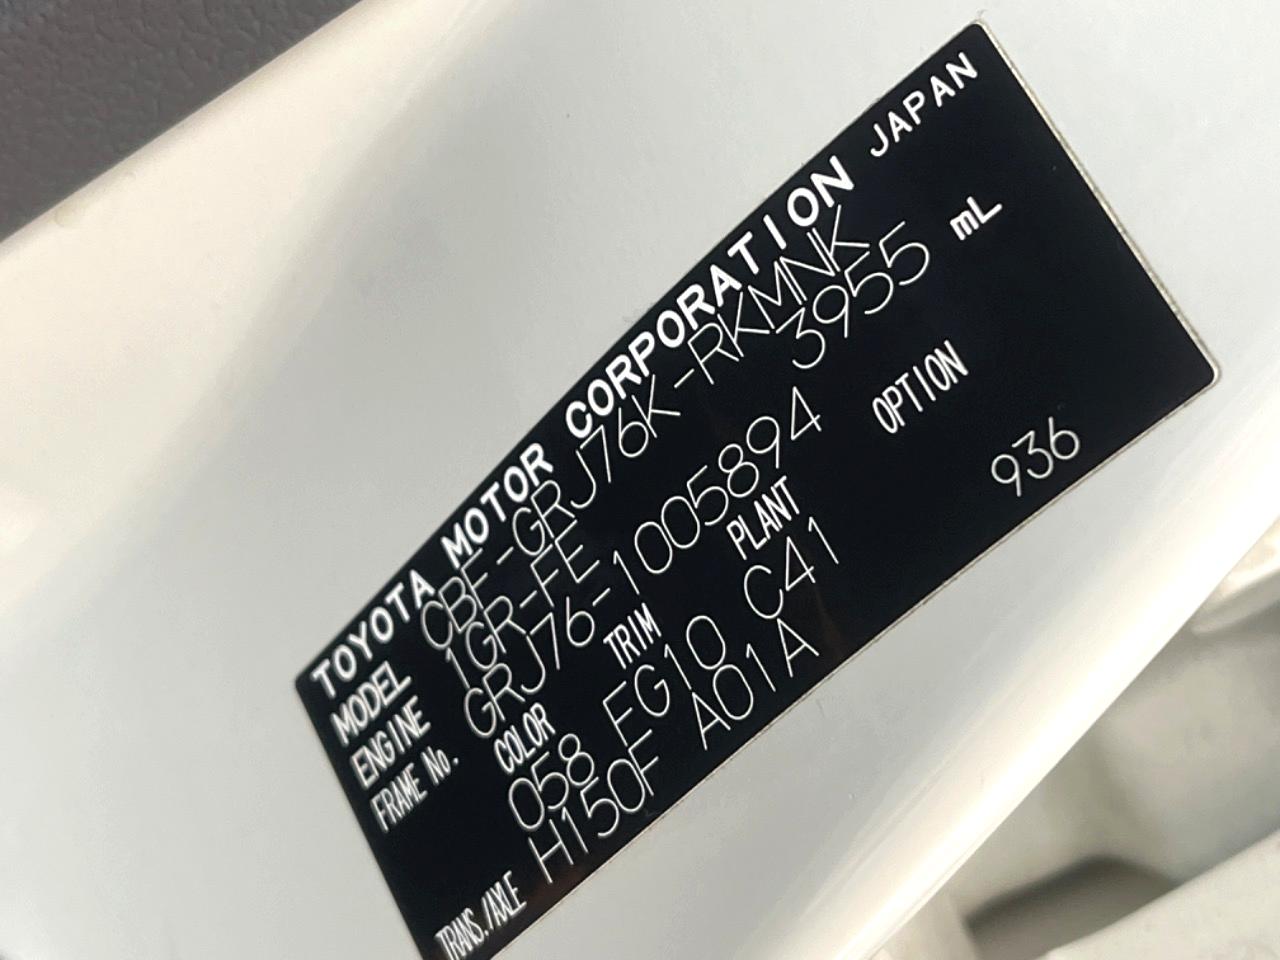 TOYOTA MOTOR CORPORATION JAPAN
MODEL CBF-GRJ76K-RKMNK
ENGINE 1GR-FE 3955 mL
FRAME No. GRJ76-1005894
COLOR TRIM PLANT OPTION
058 FG10 C41 936
TRANS./AXLE H150F A01A